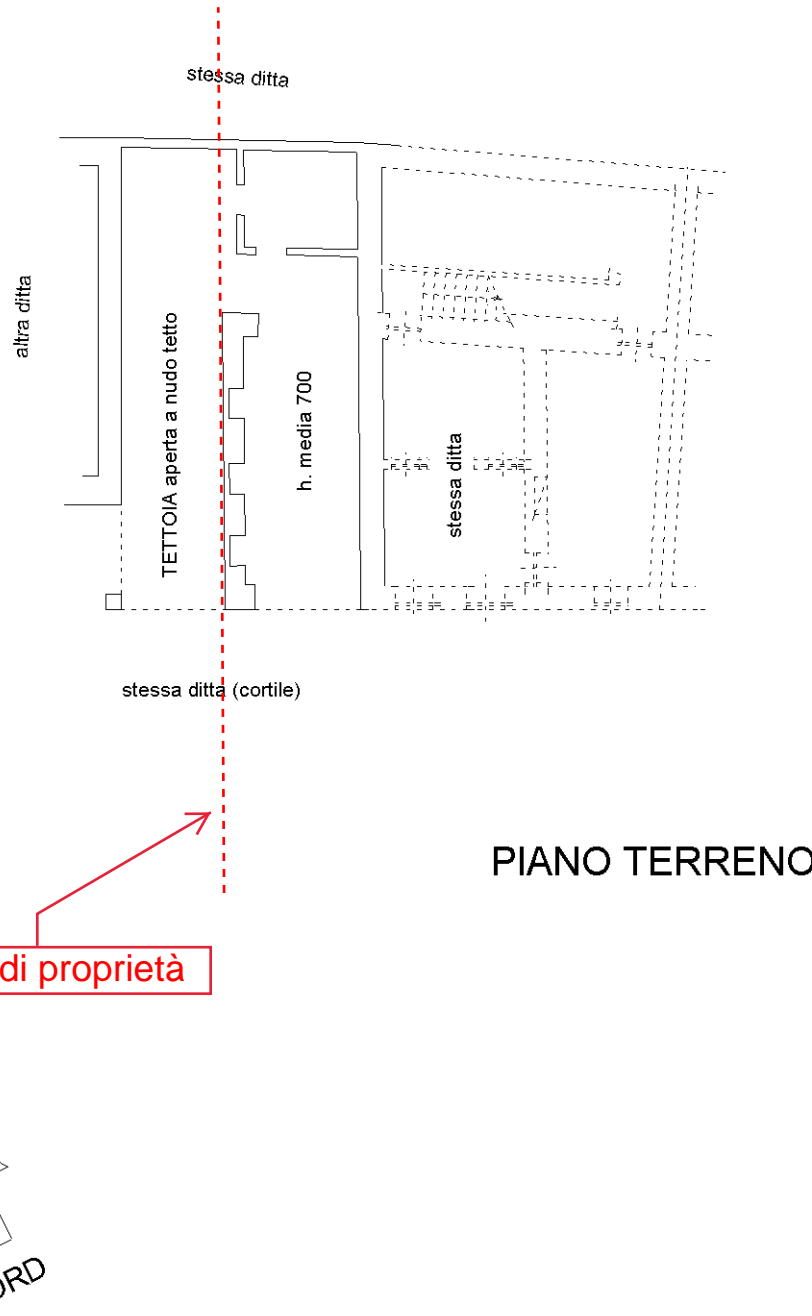 stessa ditta
altra ditta
TETTOIA aperta a nudo tetto
h. media 700
stessa ditta
stessa ditta (cortile)
PIANO TERRENO
di proprietà